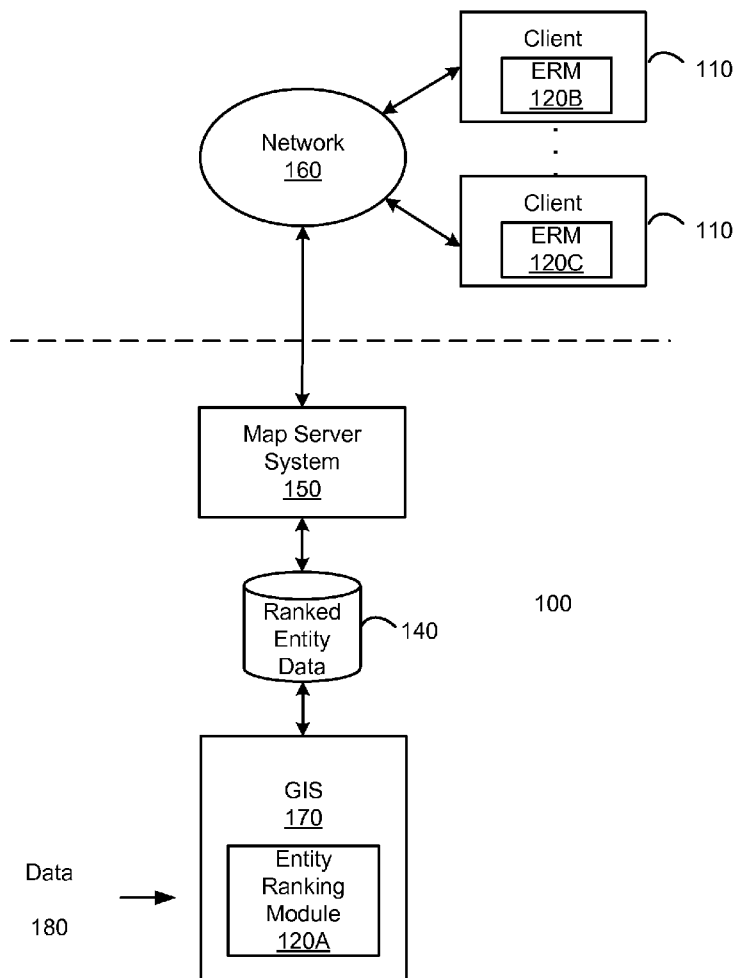 Client
ERM
120B
110
Network
160
Client
ERM
120C
110
Map Server
System
150
Ranked
Entity
Data
140
100
GIS
170
Entity
Ranking
Module
120A
Data
180